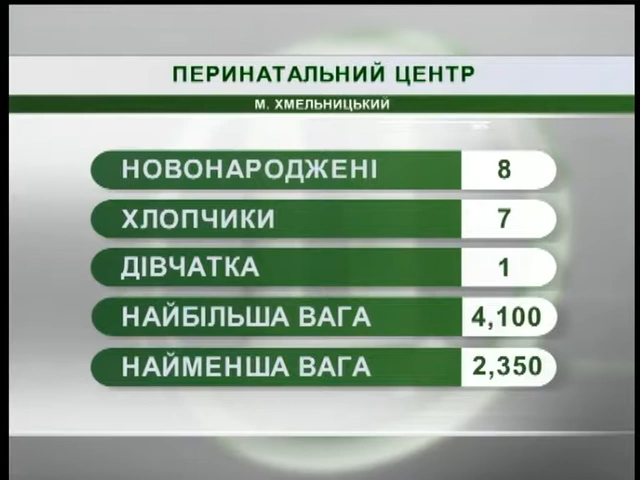 ПЕРИНАТАЛЬНИЙ ЦЕНТР
М. ХМЕЛЬНИЦЬКИЙ
НОВОНАРОДЖЕНІ 8
ХЛОПЧИКИ 7
ДІВЧАТКА 1
НАЙБІЛЬША ВАГА 4,100
НАЙМЕНША ВАГА 2,350